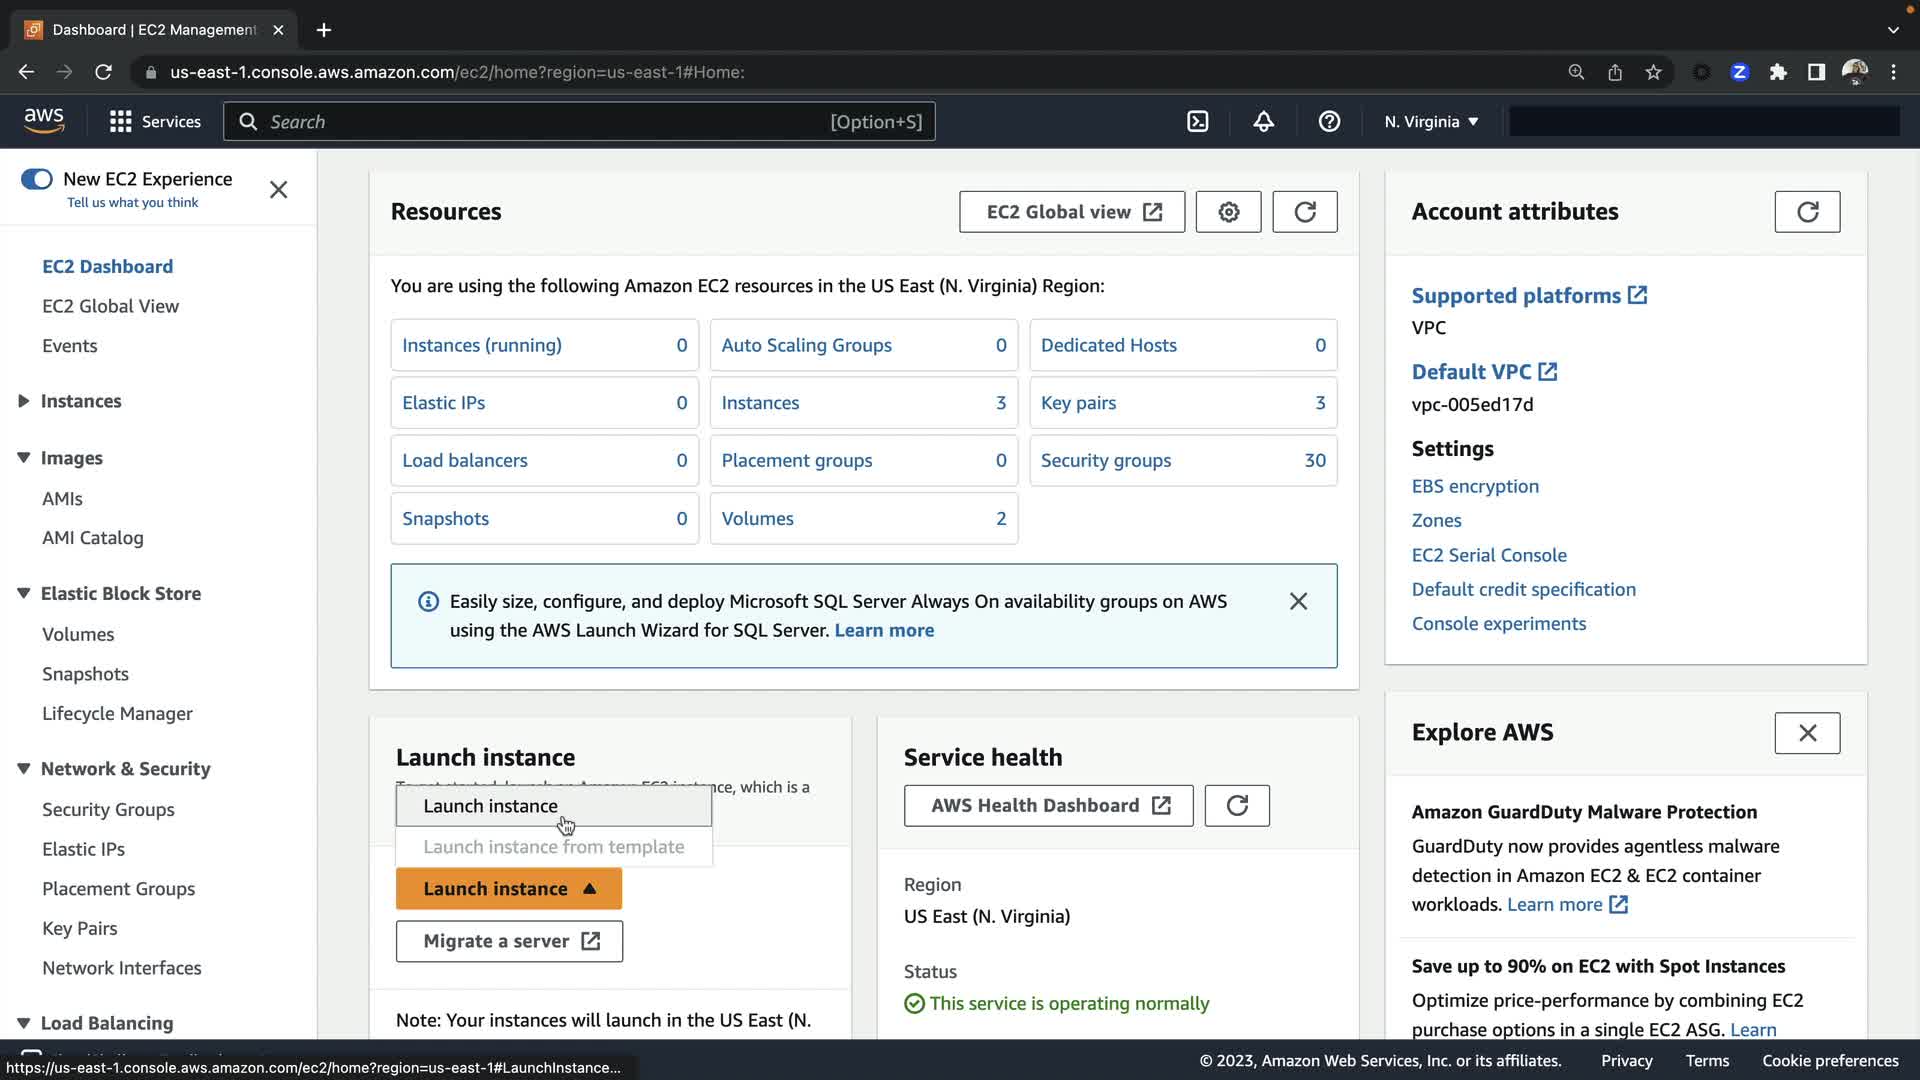 Dashboard | EC2 Management
us-east-1.console.aws.amazon.com/ec2/home?region=us-east-1#Home:
Z
aws
Services
Search
[Option+S]
N. Virginia
New EC2 Experience
Tell us what you think
EC2 Dashboard
EC2 Global View
Events
Instances
Images
AMIs
AMI Catalog
Elastic Block Store
Volumes
Snapshots
Lifecycle Manager
Network & Security
Security Groups
Elastic IPs
Placement Groups
Key Pairs
Network Interfaces
Load Balancing
Resources
EC2 Global view
You are using the following Amazon EC2 resources in the US East (N. Virginia) Region:
Instances (running) 0
Auto Scaling Groups 0
Dedicated Hosts 0
Elastic IPs 0
Instances 3
Key pairs 3
Load balancers 0
Placement groups 0
Security groups 30
Snapshots 0
Volumes 2
Easily size, configure, and deploy Microsoft SQL Server Always On availability groups on AWS
using the AWS Launch Wizard for SQL Server. Learn more
Launch instance
which is a
Launch instance
Launch instance from template
Launch instance
Migrate a server
Note: Your instances will launch in the US East (N.
Service health
AWS Health Dashboard
Region
US East (N. Virginia)
Status
This service is operating normally
Account attributes
Supported platforms
VPC
Default VPC
vpc-005ed17d
Settings
EBS encryption
Zones
EC2 Serial Console
Default credit specification
Console experiments
Explore AWS
Amazon GuardDuty Malware Protection
GuardDuty now provides agentless malware
detection in Amazon EC2 & EC2 container
workloads. Learn more
Save up to 90% on EC2 with Spot Instances
Optimize price-performance by combining EC2
purchase options in a single EC2 ASG. Learn
https://us-east-1.console.aws.amazon.com/ec2/home?region=us-east-1#LaunchInstance...
© 2023, Amazon Web Services, Inc. or its affiliates.
Privacy
Terms
Cookie preferences